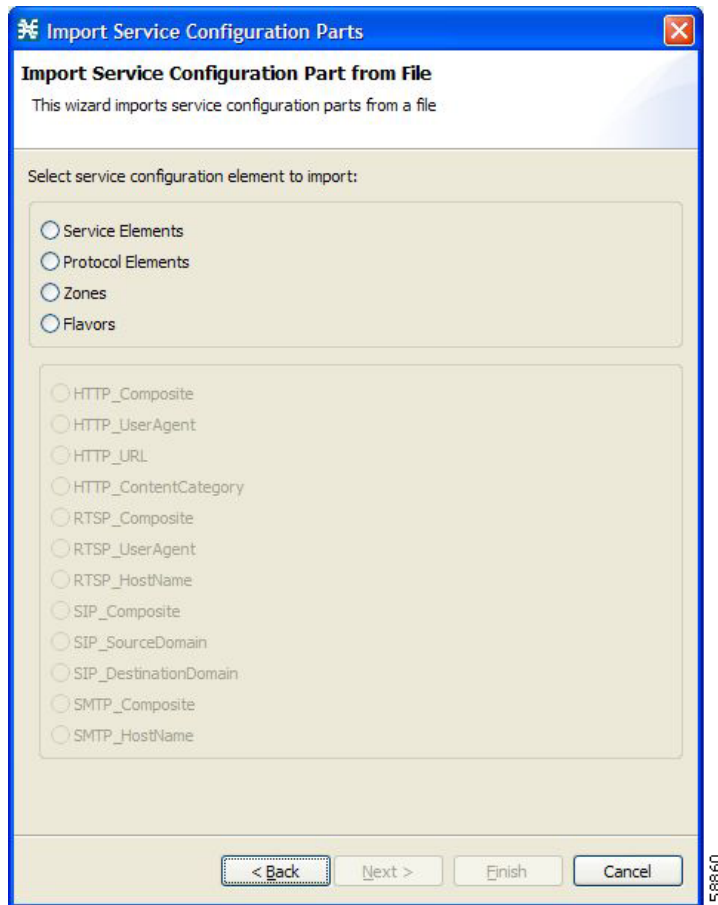 Import Service Configuration Parts
Import Service Configuration Part from File
This wizard imports service configuration parts from a file
Select service configuration element to import:
Service Elements
Protocol Elements
Zones
Flavors
HTTP_Composite
HTTP_UserAgent
HTTP_URL
HTTP_ContentCategory
RTSP_Composite
RTSP_UserAgent
RTSP_HostName
SIP_Composite
SIP_SourceDomain
SIP_DestinationDomain
SMTP_Composite
SMTP_HostName
< Back
Next >
Finish
Cancel
58860